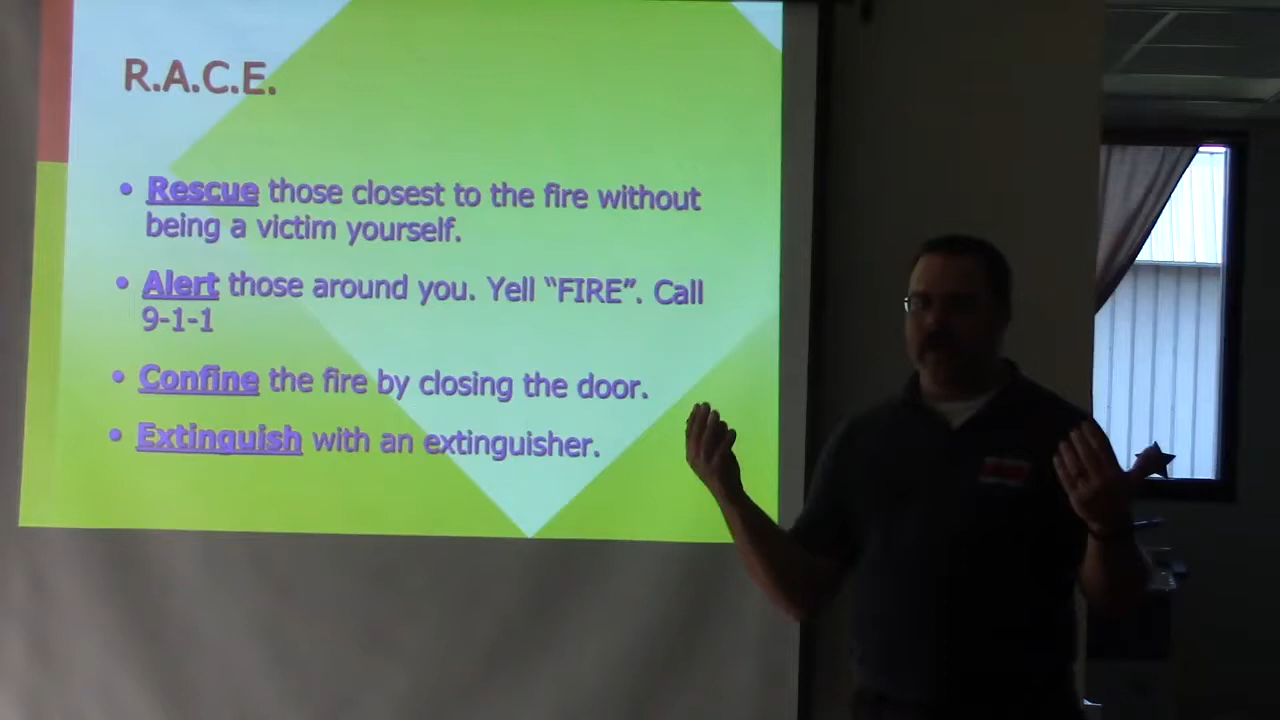 R.A.C.E.
• Rescue those closest to the fire without
being a victim yourself.
• Alert those around you. Yell “FIRE”. Call
9-1-1
• Confine the fire by closing the door.
• Extinguish with an extinguisher.